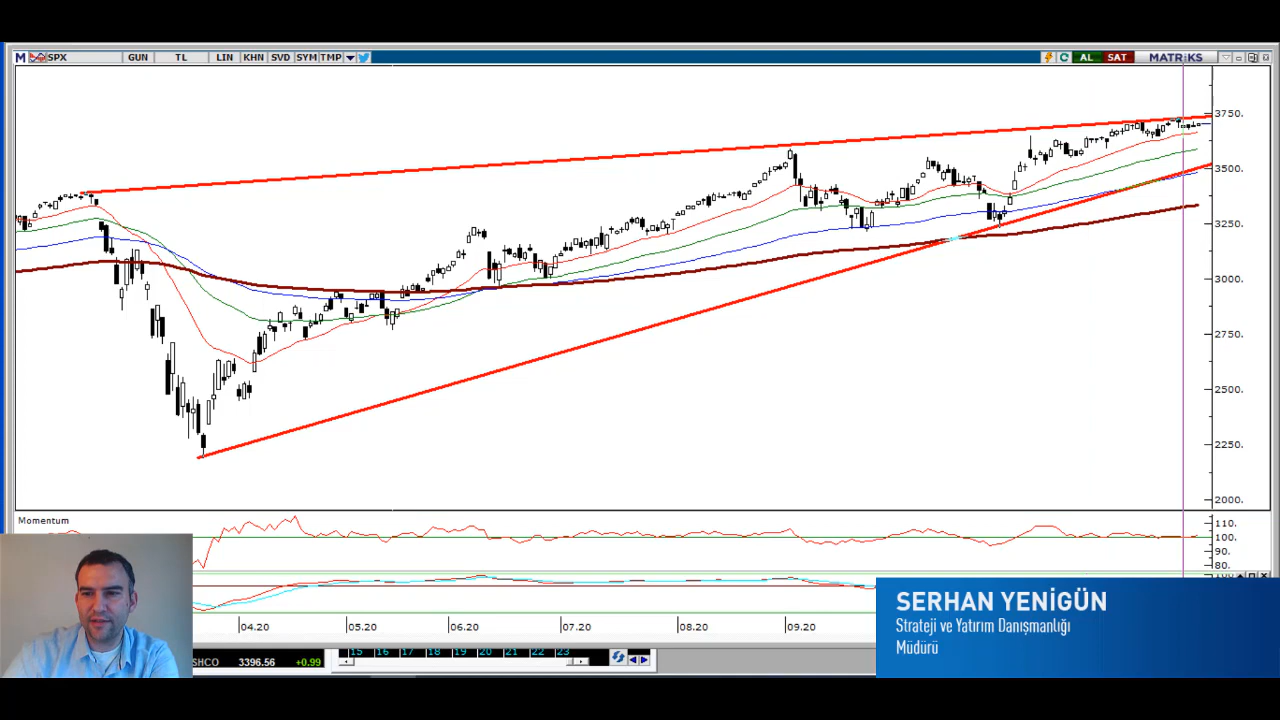 M SPX GUN TL LIN KHN SVD SYM TMP AL SAT MATRiKS
3750.
3500.
3250.
3000.
2750.
2500.
2250.
2000.
Momentum
110.
100.
90.
80.
SERHAN YENİGÜN
Strateji ve Yatırım Danışmanlığı
Müdürü
04.20 05.20 06.20 07.20 08.20 09.20
SHCO 3396.56 +0.99 15 16 17 18 19 20 21 22 23